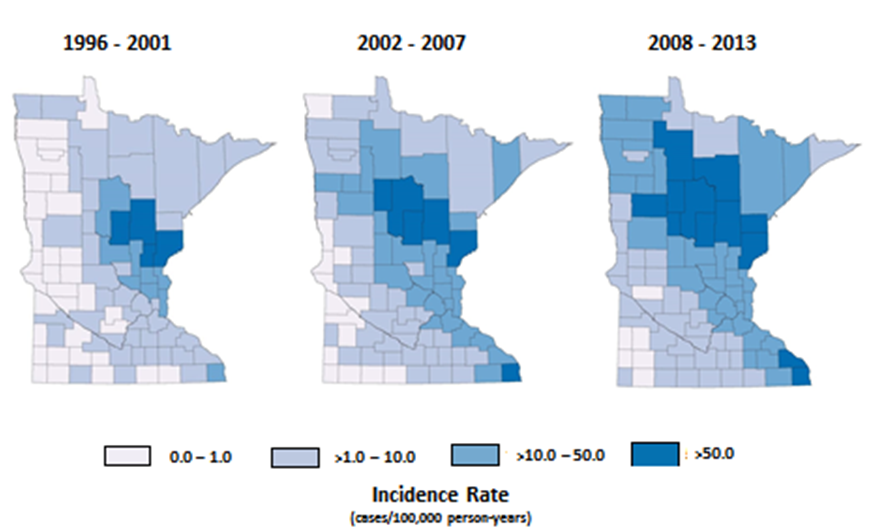 1996 - 2001 2002 - 2007 2008 - 2013
0.0 – 1.0 >1.0 – 10.0 >10.0 – 50.0 >50.0
Incidence Rate
(cases/100,000 person-years)